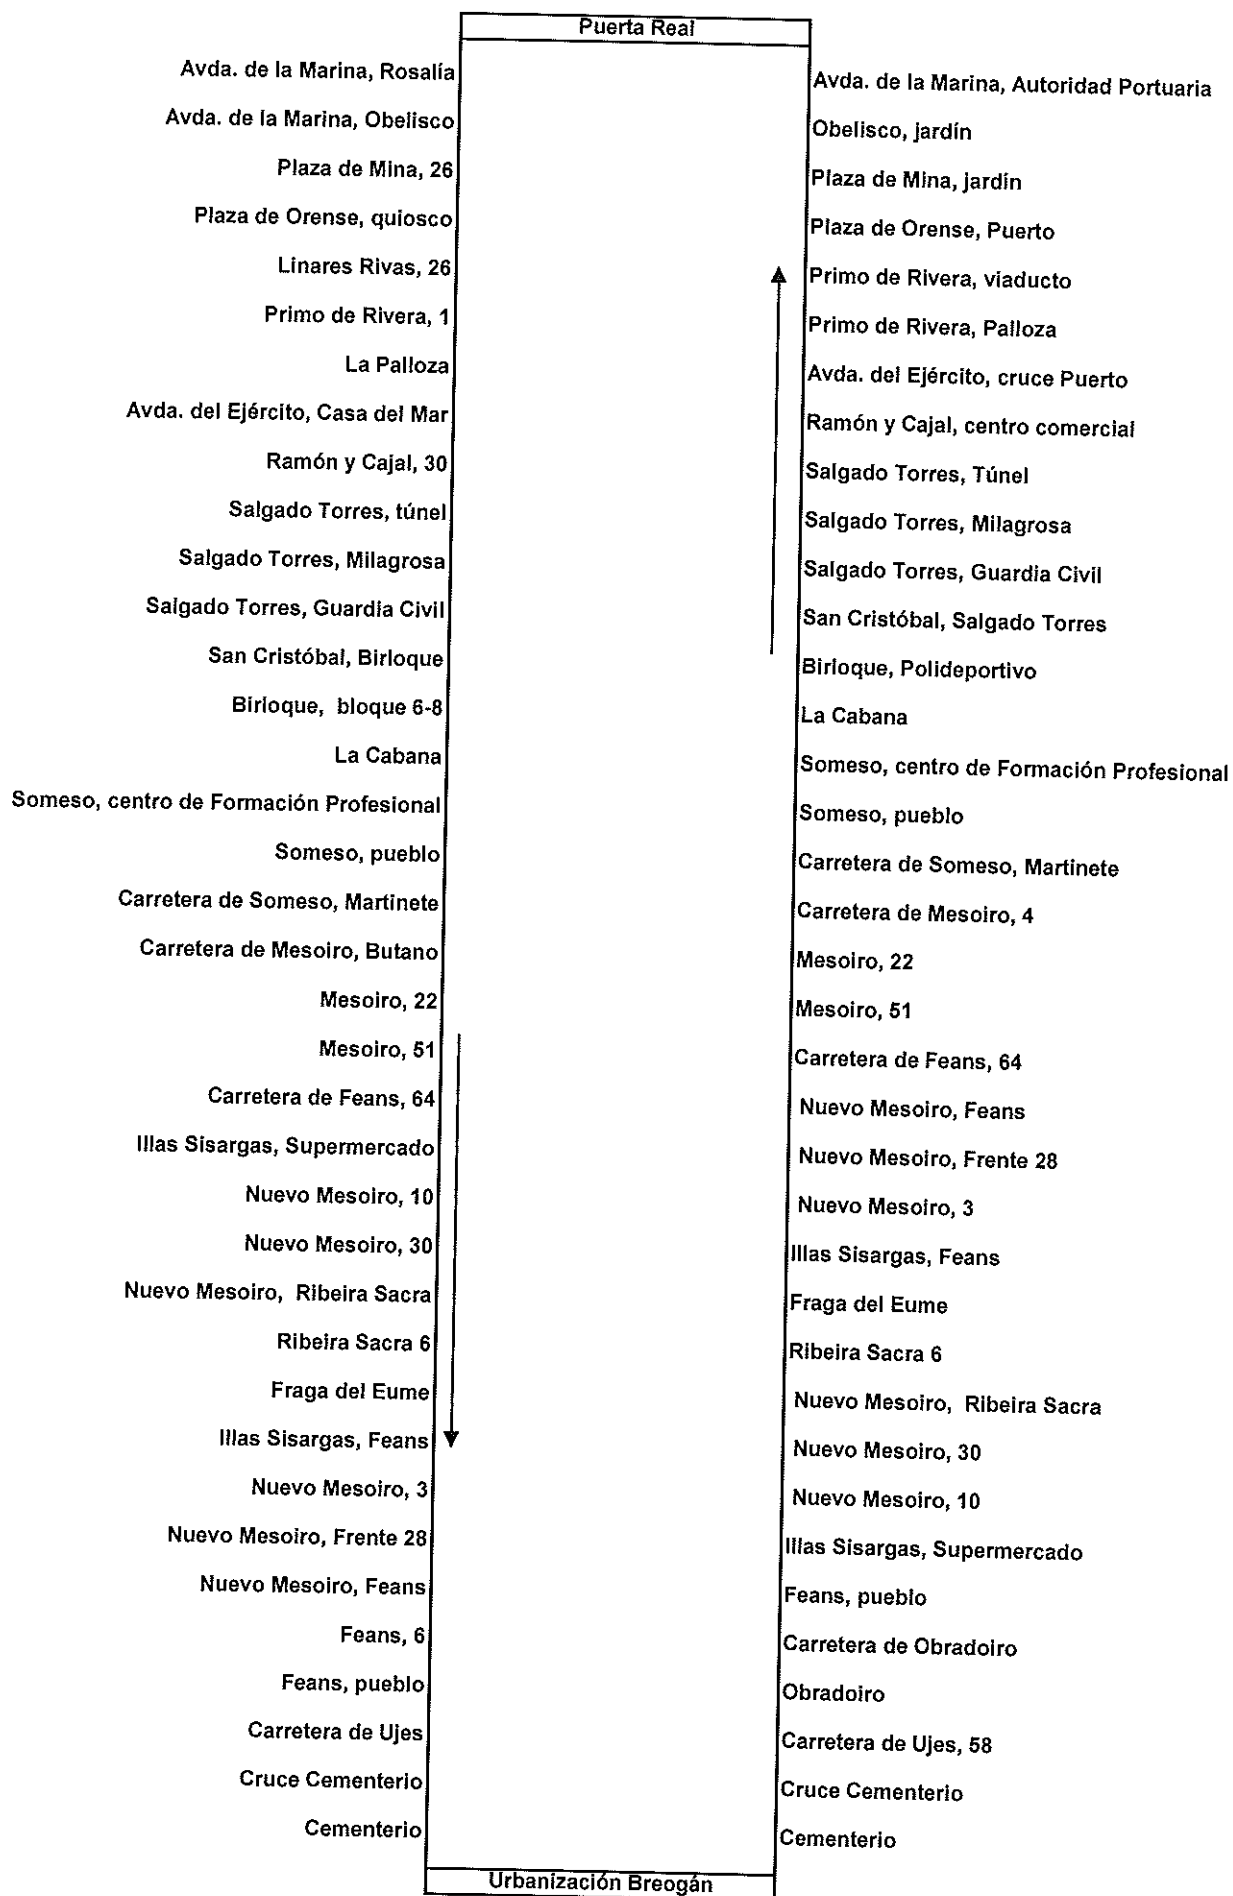 Puerta Real
Avda. de la Marina, Rosalía
Avda. de la Marina, Obelisco
Plaza de Mina, 26
Plaza de Orense, quiosco
Linares Rivas, 26
Primo de Rivera, 1
La Palloza
Avda. del Ejército, Casa del Mar
Ramón y Cajal, 30
Salgado Torres, túnel
Salgado Torres, Milagrosa
Salgado Torres, Guardia Civil
San Cristóbal, Birloque
Birloque, bloque 6-8
La Cabana
Someso, centro de Formación Profesional
Someso, pueblo
Carretera de Someso, Martinete
Carretera de Mesoiro, Butano
Mesoiro, 22
Mesoiro, 51
Carretera de Feans, 64
Illas Sisargas, Supermercado
Nuevo Mesoiro, 10
Nuevo Mesoiro, 30
Nuevo Mesoiro, Ribeira Sacra
Ribeira Sacra 6
Fraga del Eume
Illas Sisargas, Feans
Nuevo Mesoiro, 3
Nuevo Mesoiro, Frente 28
Nuevo Mesoiro, Feans
Feans, 6
Feans, pueblo
Carretera de Ujes
Cruce Cementerio
Cementerio
Avda. de la Marina, Autoridad Portuaria
Obelisco, jardín
Plaza de Mina, jardín
Plaza de Orense, Puerto
Primo de Rivera, viaducto
Primo de Rivera, Palloza
Avda. del Ejército, cruce Puerto
Ramón y Cajal, centro comercial
Salgado Torres, Túnel
Salgado Torres, Milagrosa
Salgado Torres, Guardia Civil
San Cristóbal, Salgado Torres
Birloque, Polideportivo
La Cabana
Someso, centro de Formación Profesional
Someso, pueblo
Carretera de Someso, Martinete
Carretera de Mesoiro, 4
Mesoiro, 22
Mesoiro, 51
Carretera de Feans, 64
Nuevo Mesoiro, Feans
Nuevo Mesoiro, Frente 28
Nuevo Mesoiro, 3
Illas Sisargas, Feans
Fraga del Eume
Ribeira Sacra 6
Nuevo Mesoiro, Ribeira Sacra
Nuevo Mesoiro, 30
Nuevo Mesoiro, 10
Illas Sisargas, Supermercado
Feans, pueblo
Carretera de Obradoiro
Obradoiro
Carretera de Ujes, 58
Cruce Cementerio
Cementerio
Urbanización Breogán